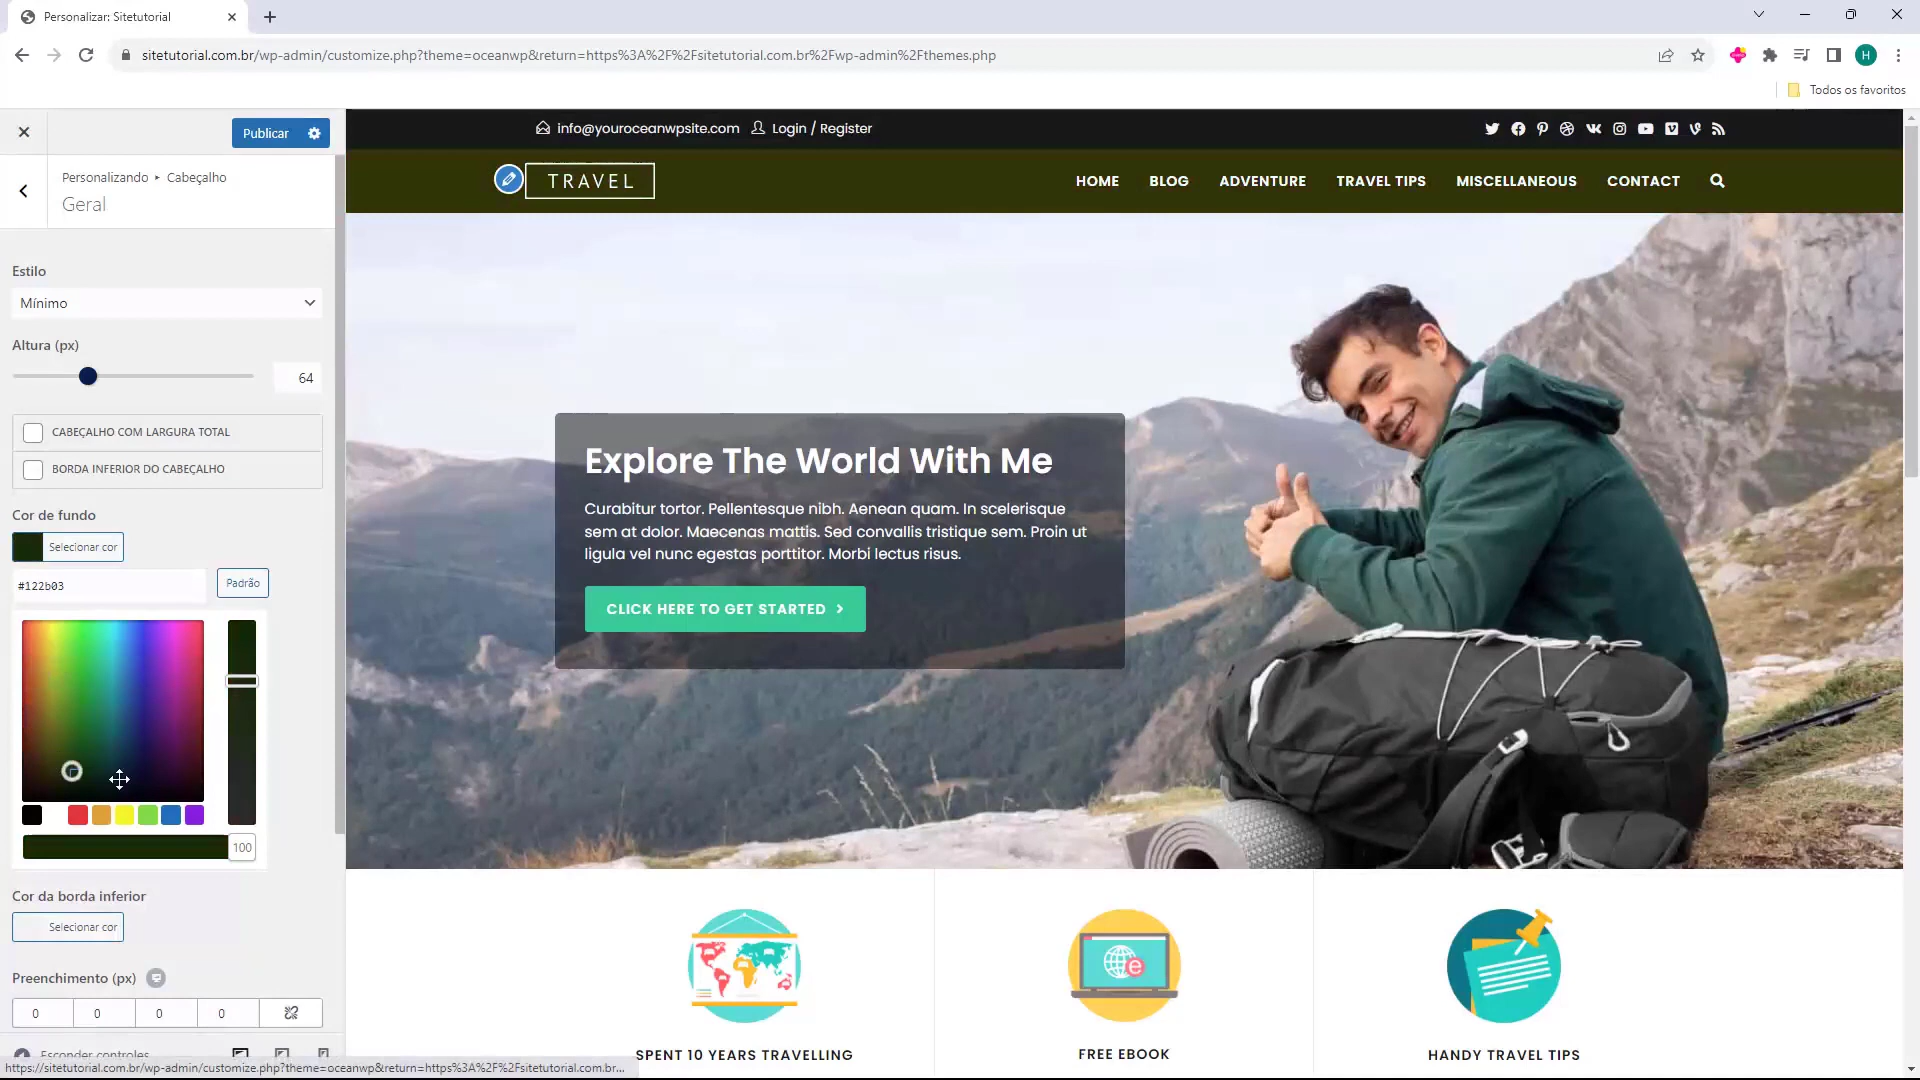 Personalizar: Sitetutorial
sitetutorial.com.br/wp-admin/customize.php?theme=oceanwp&return=https%3A%2F%2Fsitetutorial.com.br%2Fwp-admin%2Fthemes.php
H
Todos os favoritos
Publicar
Personalizando ▸ Cabeçalho
Geral
Estilo
Mínimo
Altura (px)
64
CABEÇALHO COM LARGURA TOTAL
BORDA INFERIOR DO CABEÇALHO
Cor de fundo
Selecionar cor
#122b03
Padrão
100
Cor da borda inferior
Selecionar cor
Preenchimento (px)
0 0 0 0
Esconder controles
https://sitetutorial.com.br/wp-admin/customize.php?theme=oceanwp&return=https%3A%2F%2Fsitetutorial.com.br...
info@youroceanwpsite.com Login / Register
TRAVEL
HOME BLOG ADVENTURE TRAVEL TIPS MISCELLANEOUS CONTACT
Explore The World With Me
Curabitur tortor. Pellentesque nibh. Aenean quam. In scelerisque
sem at dolor. Maecenas mattis. Sed convallis tristique sem. Proin ut
ligula vel nunc egestas porttitor. Morbi lectus risus.
CLICK HERE TO GET STARTED
e
SPENT 10 YEARS TRAVELLING
FREE EBOOK
HANDY TRAVEL TIPS